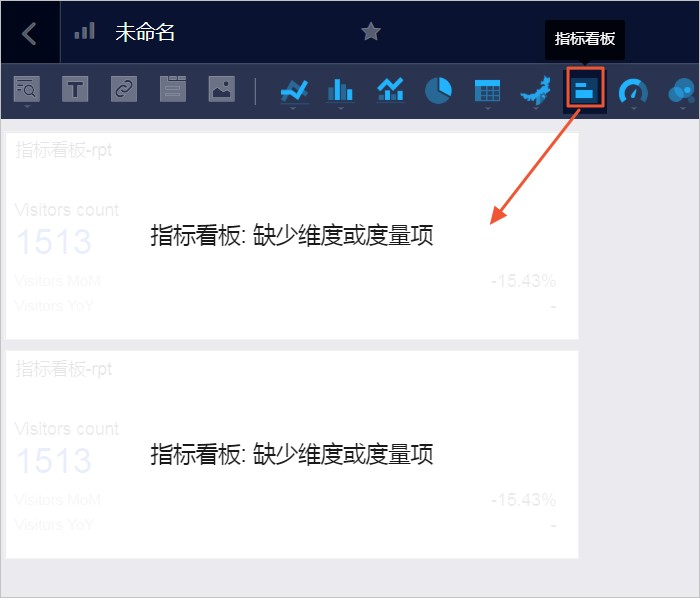 未命名
指标看板
T
指标看板-rpt
Visitors count
1513
指标看板: 缺少维度或度量项
Visitors MoM
-15.43%
Visitors YoY
-
指标看板-rpt
Visitors count
1513
指标看板: 缺少维度或度量项
Visitors MoM
-15.43%
Visitors YoY
-